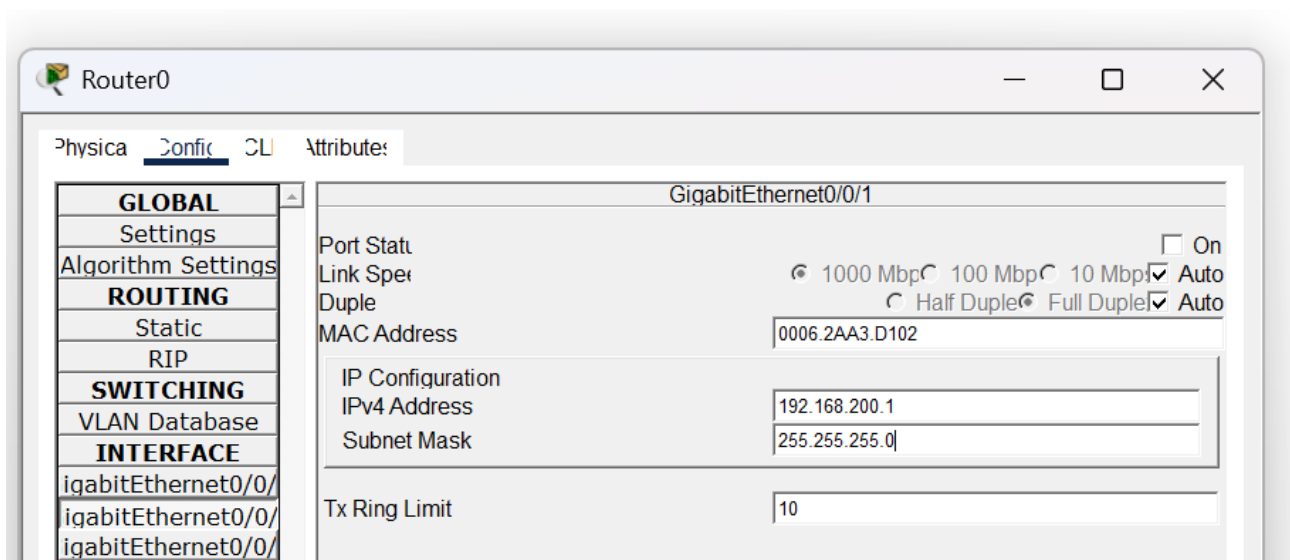 Router0
Physica Config CLI Attributes
GLOBAL
Settings
Algorithm Settings
ROUTING
Static
RIP
SWITCHING
VLAN Database
INTERFACE
igabitEthernet0/0/
igabitEthernet0/0/
igabitEthernet0/0/
GigabitEthernet0/0/1
Port Statu On
Link Spee 1000 Mbp 100 Mbp 10 Mbps Auto
Duple Half Duple Full Duple Auto
MAC Address 0006.2AA3.D102
IP Configuration
IPv4 Address 192.168.200.1
Subnet Mask 255.255.255.0
Tx Ring Limit 10